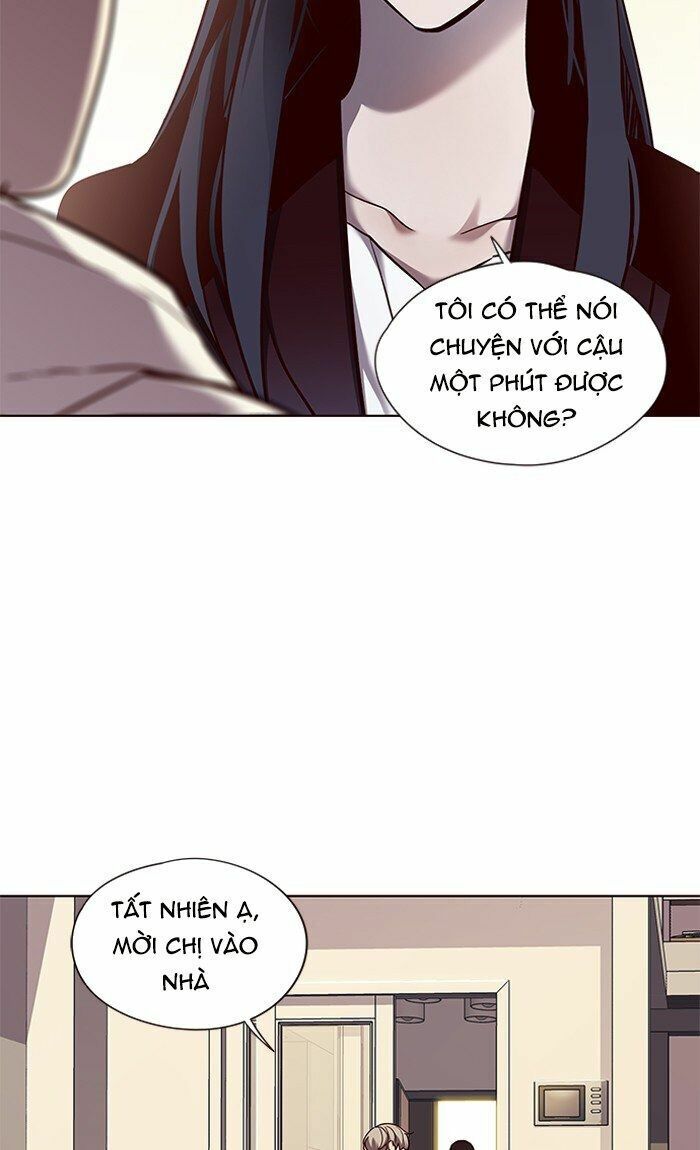 TÔI CÓ THỂ NÓI
CHUYỆN VỚI CẬU
MỘT PHÚT ĐƯỢC
KHÔNG?
TẤT NHIÊN Ạ,
MỜI CHỊ VÀO
NHÀ